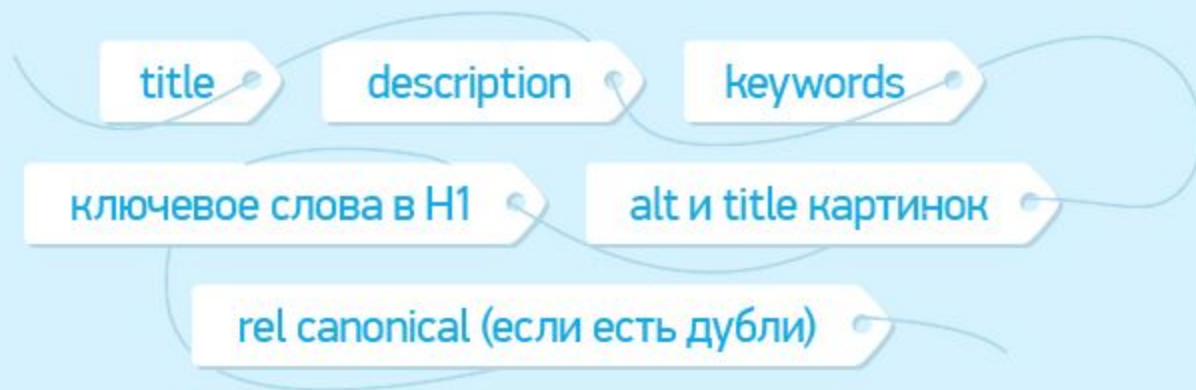 title
description
keywords
ключевое слова в H1
alt и title картинок
rel canonical (если есть дубли)